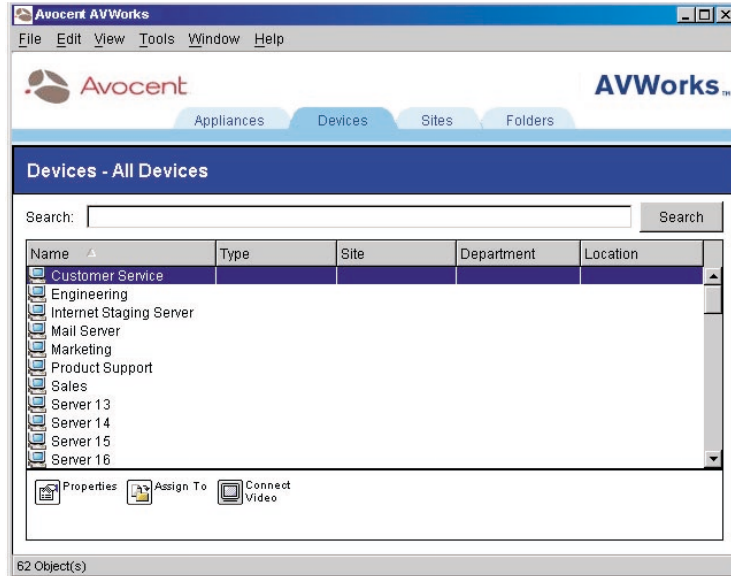 Avocent AVWorks
File Edit View Tools Window Help
Avocent
AVWorks™
Appliances Devices Sites Folders
Devices - All Devices
Search: Search
Name Type Site Department Location
Customer Service
Engineering
Internet Staging Server
Mail Server
Marketing
Product Support
Sales
Server 13
Server 14
Server 15
Server 16
Properties Assign To Connect Video
62 Object(s)